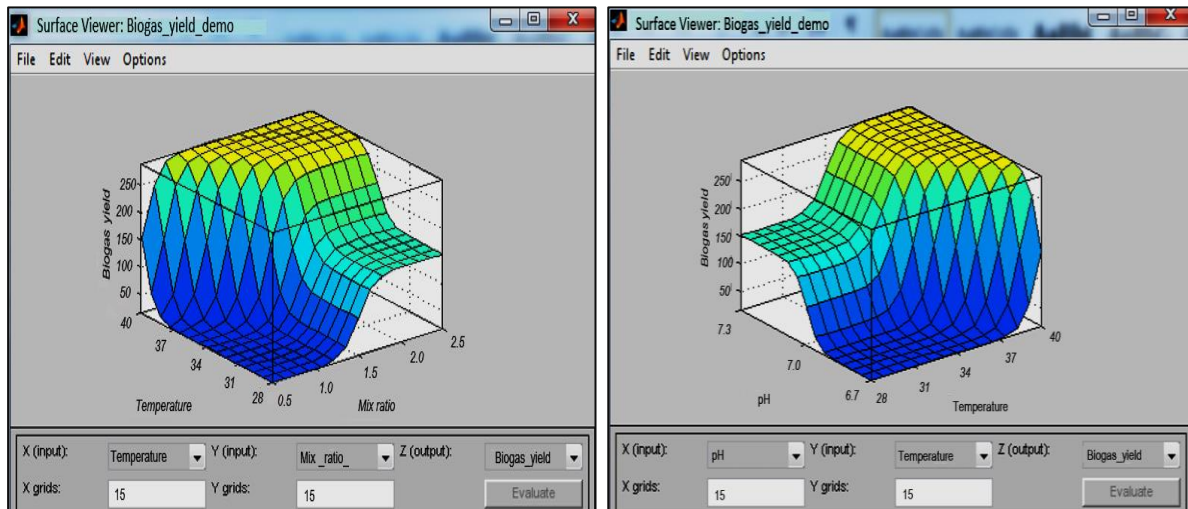 Surface Viewer: Biogas_yield_demo
File Edit View Options
250
200
150
100
50
Biogas yield
40
37
34
31
28
0.5
1.0
1.5
2.0
2.5
Temperature
Mix ratio
X (input): Temperature Y (input): Mix _ratio_ Z (output): Biogas_yield
X grids: 15 Y grids: 15 Evaluate
Surface Viewer: Biogas_yield_demo
File Edit View Options
250
200
150
100
50
Biogas yield
7.3
7.0
6.7
28
31
34
37
40
pH
Temperature
X (input): pH Y (input): Temperature Z (output): Biogas_yield
X grids: 15 Y grids: 15 Evaluate